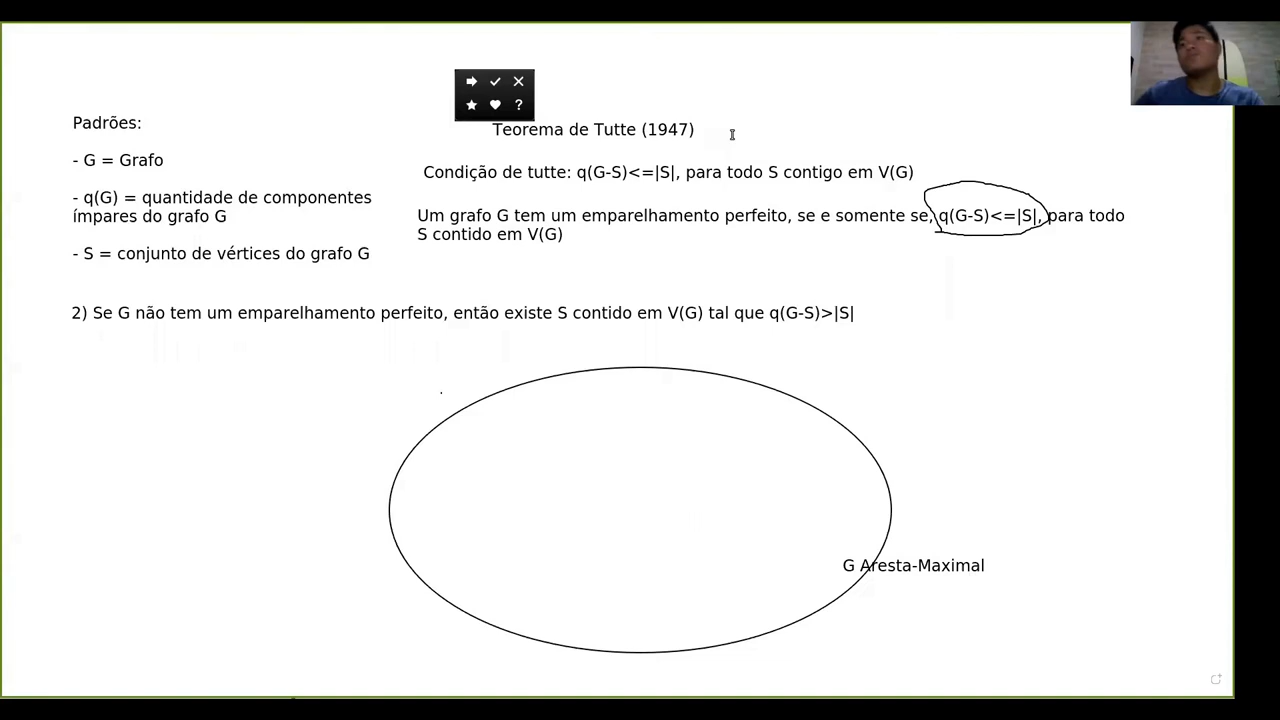 Padrões:
- G = Grafo
- q(G) = quantidade de componentes
ímpares do grafo G
- S = conjunto de vértices do grafo G
Teorema de Tutte (1947)
Condição de tutte: q(G-S)<=|S|, para todo S contigo em V(G)
Um grafo G tem um emparelhamento perfeito, se e somente se, q(G-S)<=|S|, para todo
S contido em V(G)
2) Se G não tem um emparelhamento perfeito, então existe S contido em V(G) tal que q(G-S)>|S|
G Aresta-Maximal